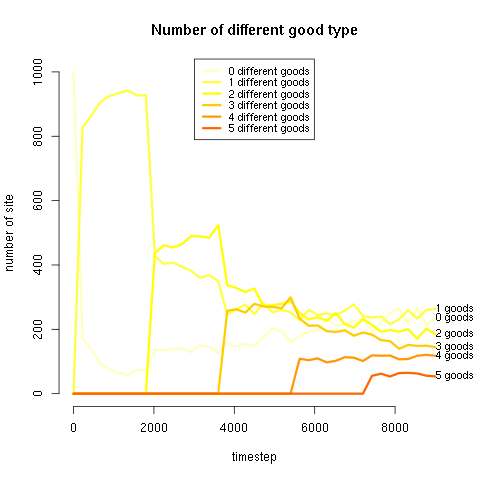 Number of different good type
0 different goods
1 different goods
2 different goods
3 different goods
4 different goods
5 different goods
number of site
1000
800
600
400
200
0
1 goods
0 goods
2 goods
3 goods
4 goods
5 goods
0 2000 4000 6000 8000
timestep